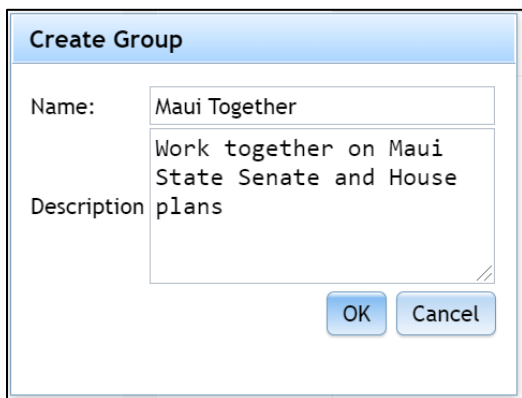 Create Group
Name: Maui Together
Work together on Maui
State Senate and House
Description plans
OK Cancel